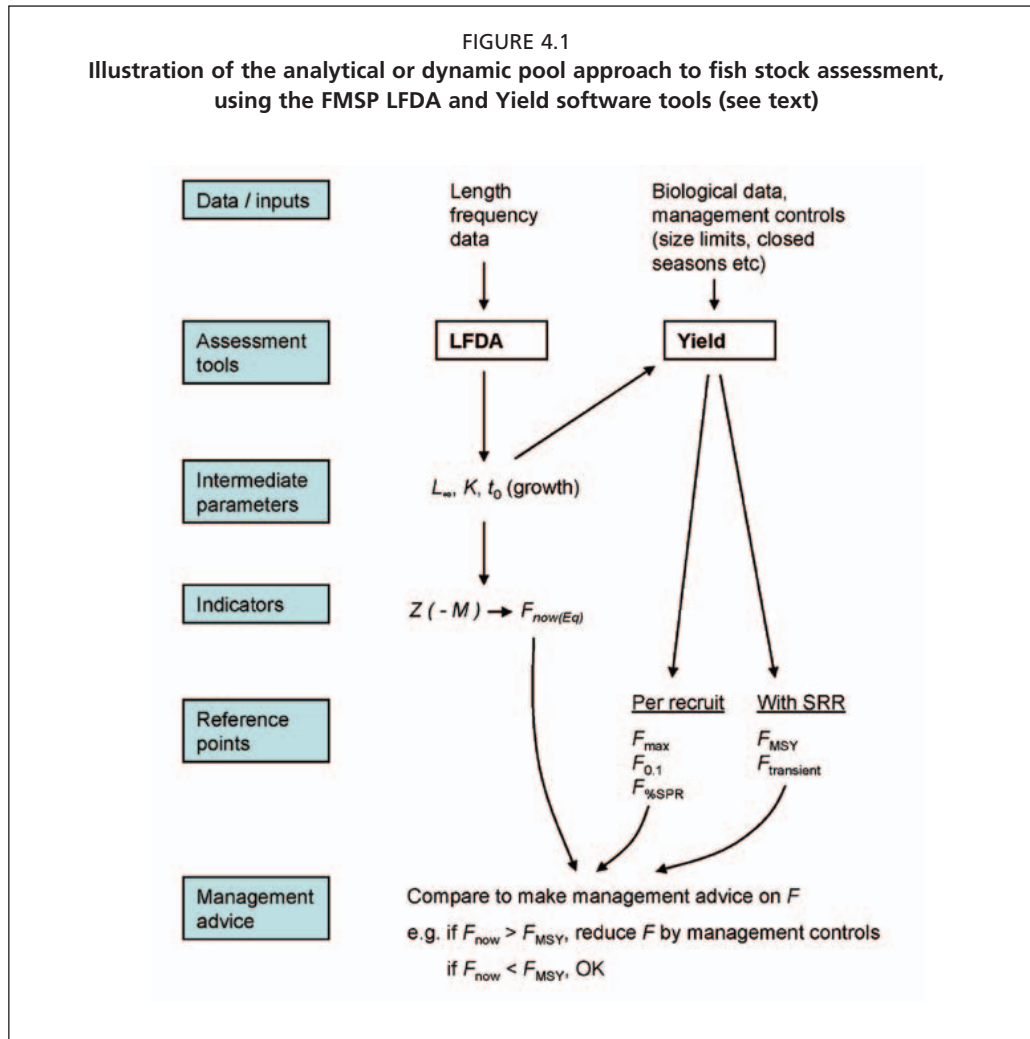 FIGURE 4.1
Illustration of the analytical or dynamic pool approach to fish stock assessment,
using the FMSP LFDA and Yield software tools (see text)
Data / inputs
Length
frequency
data
Biological data,
management controls
(size limits, closed
seasons etc)
Assessment
tools
LFDA
Yield
Intermediate
parameters
L∞, K, t0 (growth)
Indicators
Z ( - M ) → Fnow(Eq)
Reference
points
Per recruit
Fmax
F0.1
F%SPR
With SRR
FMSY
Ftransient
Management
advice
Compare to make management advice on F
e.g. if Fnow > FMSY, reduce F by management controls
if Fnow < FMSY, OK